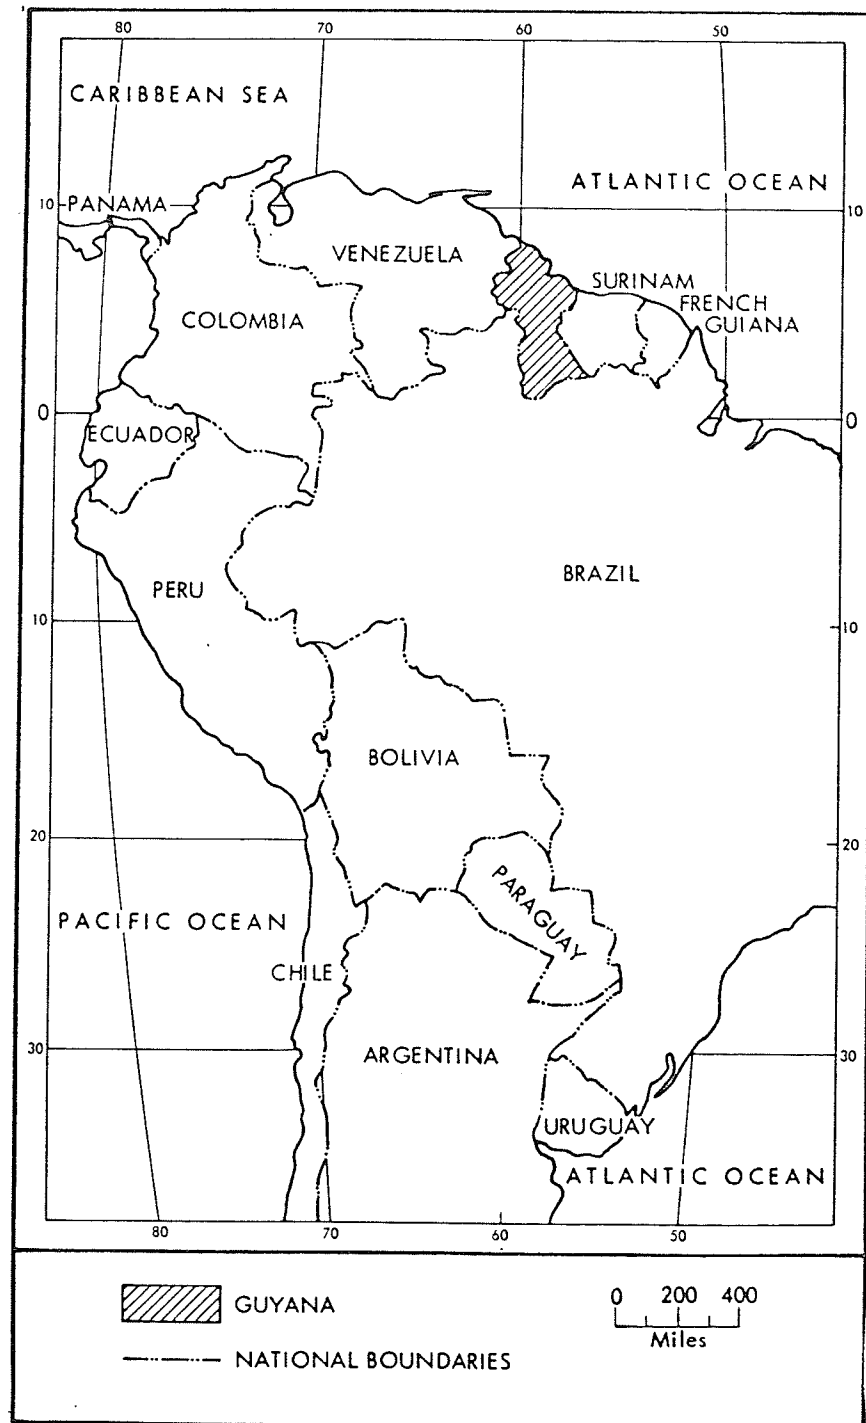 80 70 60 50
CARIBBEAN SEA
ATLANTIC OCEAN
10 PANAMA 10
VENEZUELA
SURINAM
FRENCH
GUIANA
COLOMBIA
0 0
ECUADOR
BRAZIL
PERU
10 10
BOLIVIA
20 20
PARAGUAY
PACIFIC OCEAN
CHILE
30 ARGENTINA 30
URUGUAY
ATLANTIC OCEAN
80 70 60 50
GUYANA
0 200 400
Miles
NATIONAL BOUNDARIES